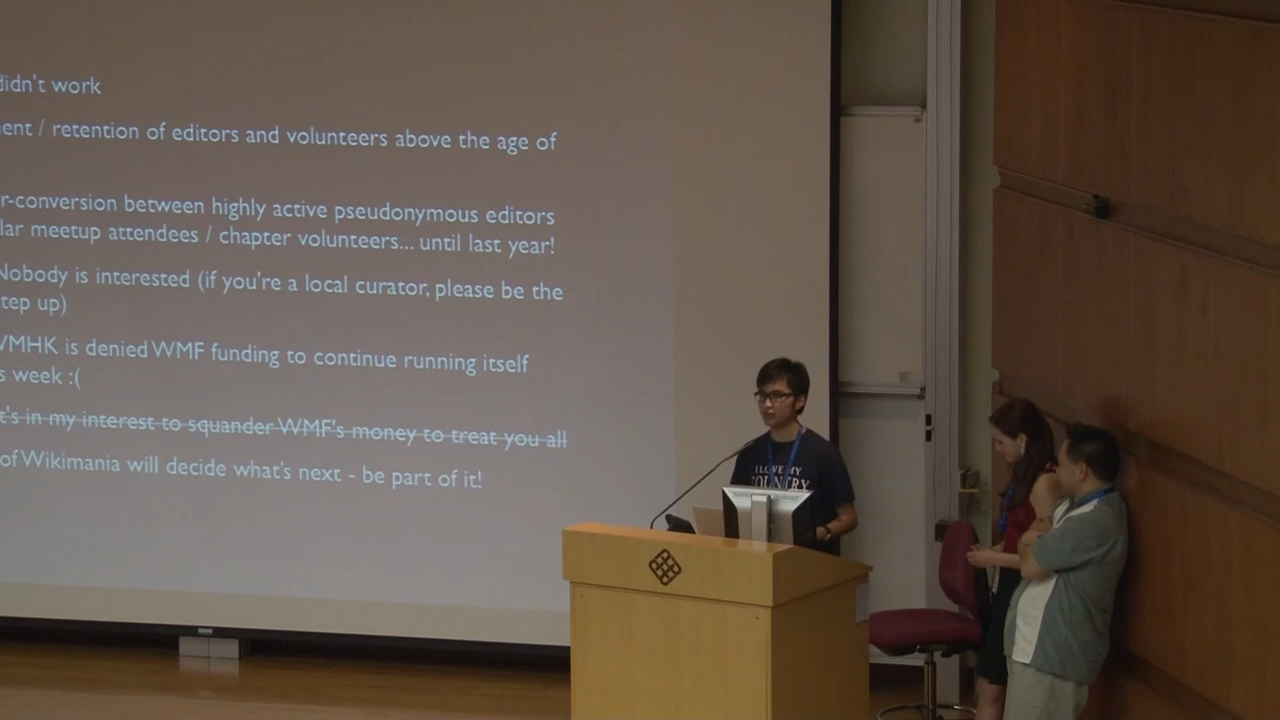 didn't work
ent / retention of editors and volunteers above the age of
r-conversion between highly active pseudonymous editors
lar meetup attendees / chapter volunteers... until last year!
Nobody is interested (if you're a local curator, please be the
tep up)
WMHK is denied WMF funding to continue running itself
s week :(
t's in my interest to squander WMF's money to treat you all
of Wikimania will decide what's next - be part of it!
I LOVE MY
COUNTRY